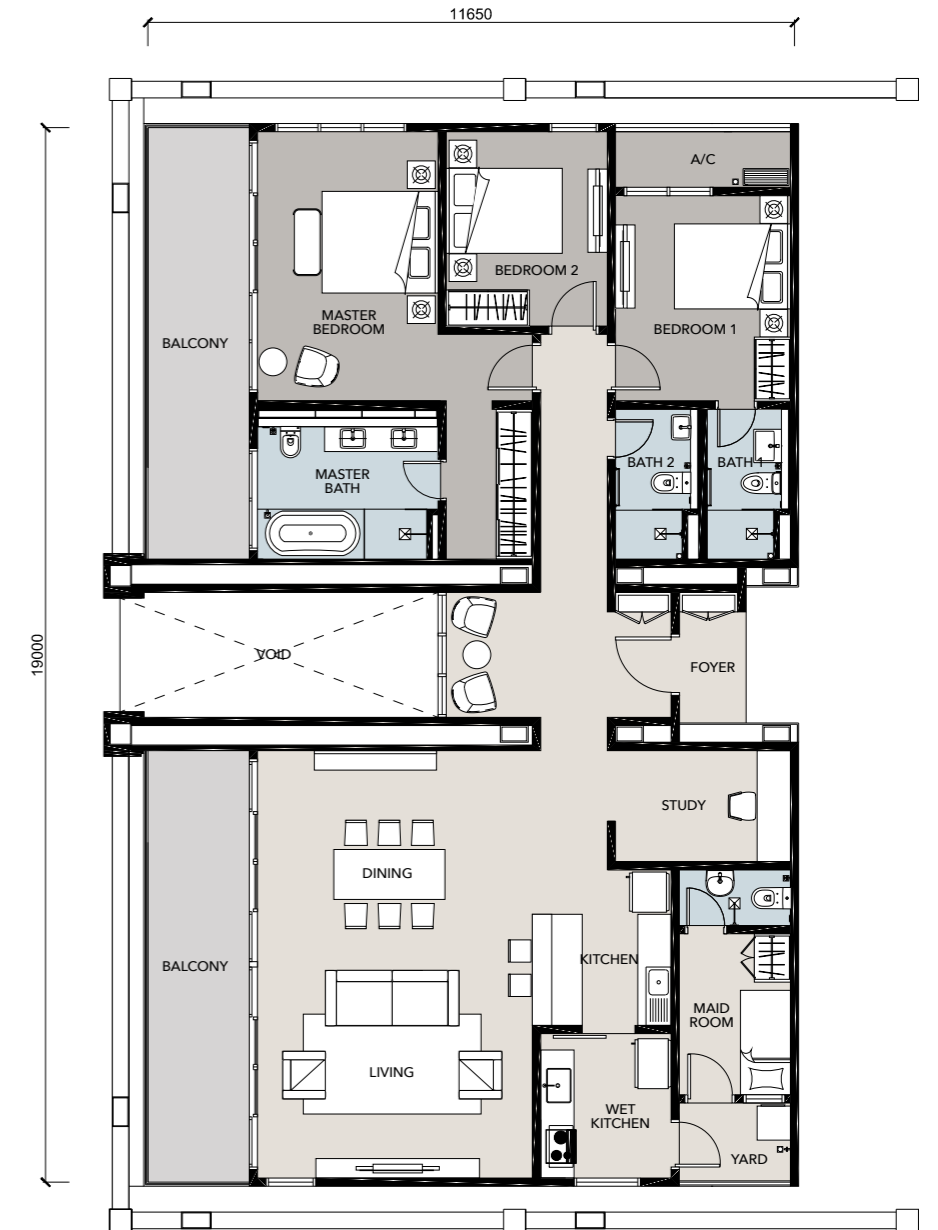 11650
A/C
BEDROOM 2
MASTER
BEDROOM
BEDROOM 1
BALCONY
BATH 2
BATH 1
MASTER
BATH
19000
VOID
FOYER
STUDY
DINING
BALCONY
KITCHEN
MAID
ROOM
LIVING
WET
KITCHEN
YARD